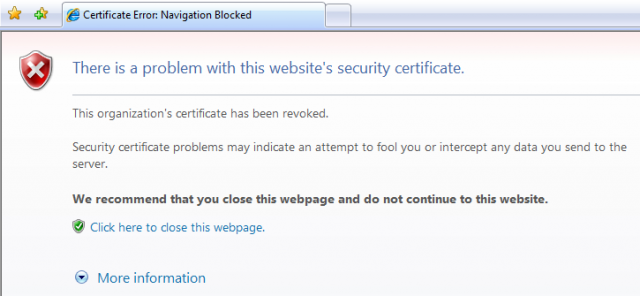 Certificate Error: Navigation Blocked
There is a problem with this website's security certificate.
This organization's certificate has been revoked.
Security certificate problems may indicate an attempt to fool you or intercept any data you send to the
server.
We recommend that you close this webpage and do not continue to this website.
Click here to close this webpage.
More information